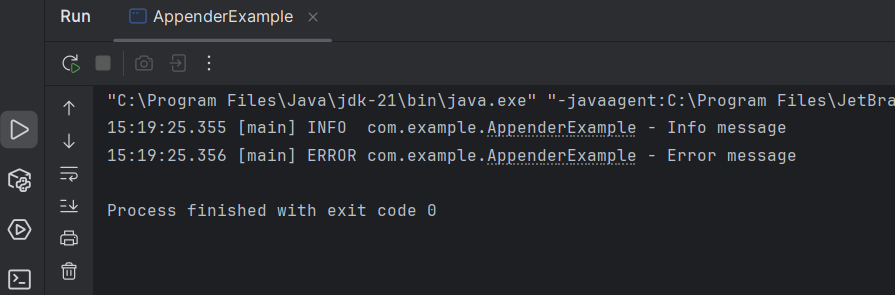 Run AppenderExample
"C:\Program Files\Java\jdk-21\bin\java.exe" "-javaagent:C:\Program Files\JetBra
15:19:25.355 [main] INFO  com.example.AppenderExample - Info message
15:19:25.356 [main] ERROR com.example.AppenderExample - Error message
Process finished with exit code 0